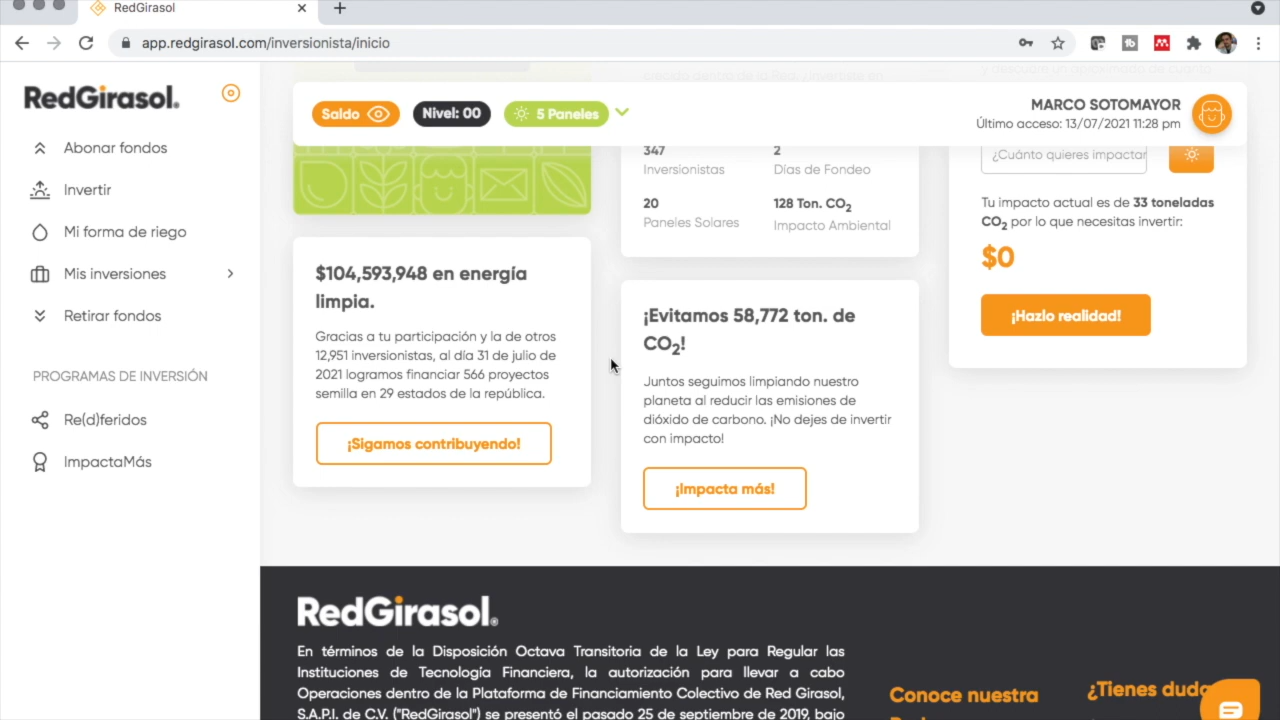 RedGirasol
app.redgirasol.com/inversionista/inicio
RedGirasol.
Abonar fondos
Invertir
Mi forma de riego
Mis inversiones
Retirar fondos
PROGRAMAS DE INVERSIÓN
Re(d)feridos
ImpactaMás
Saldo
Nivel: 00
5 Paneles
MARCO SOTOMAYOR
Último acceso: 13/07/2021 11:28 pm
$104,593,948 en energía
limpia.
Gracias a tu participación y la de otros
12,951 inversionistas, al día 31 de julio de
2021 logramos financiar 566 proyectos
semilla en 29 estados de la república.
¡Sigamos contribuyendo!
347
Inversionistas
2
Días de Fondeo
20
Paneles Solares
128 Ton. CO2
Impacto Ambiental
¡Evitamos 58,772 ton. de
CO2!
Juntos seguimos limpiando nuestro
planeta al reducir las emisiones de
dióxido de carbono. ¡No dejes de invertir
con impacto!
¡Impacta más!
¿Cuánto quieres impactar
Tu impacto actual es de 33 toneladas
CO2 por lo que necesitas invertir:
$0
¡Hazlo realidad!
RedGirasol.
En términos de la Disposición Octava Transitoria de la Ley para Regular las
Instituciones de Tecnología Financiera, la autorización para llevar a cabo
Operaciones dentro de la Plataforma de Financiamiento Colectivo de Red Girasol,
S.A.P.I. de C.V. ("RedGirasol") se presentó el pasado 25 de septiembre de 2019, bajo
Conoce nuestra
¿Tienes duda